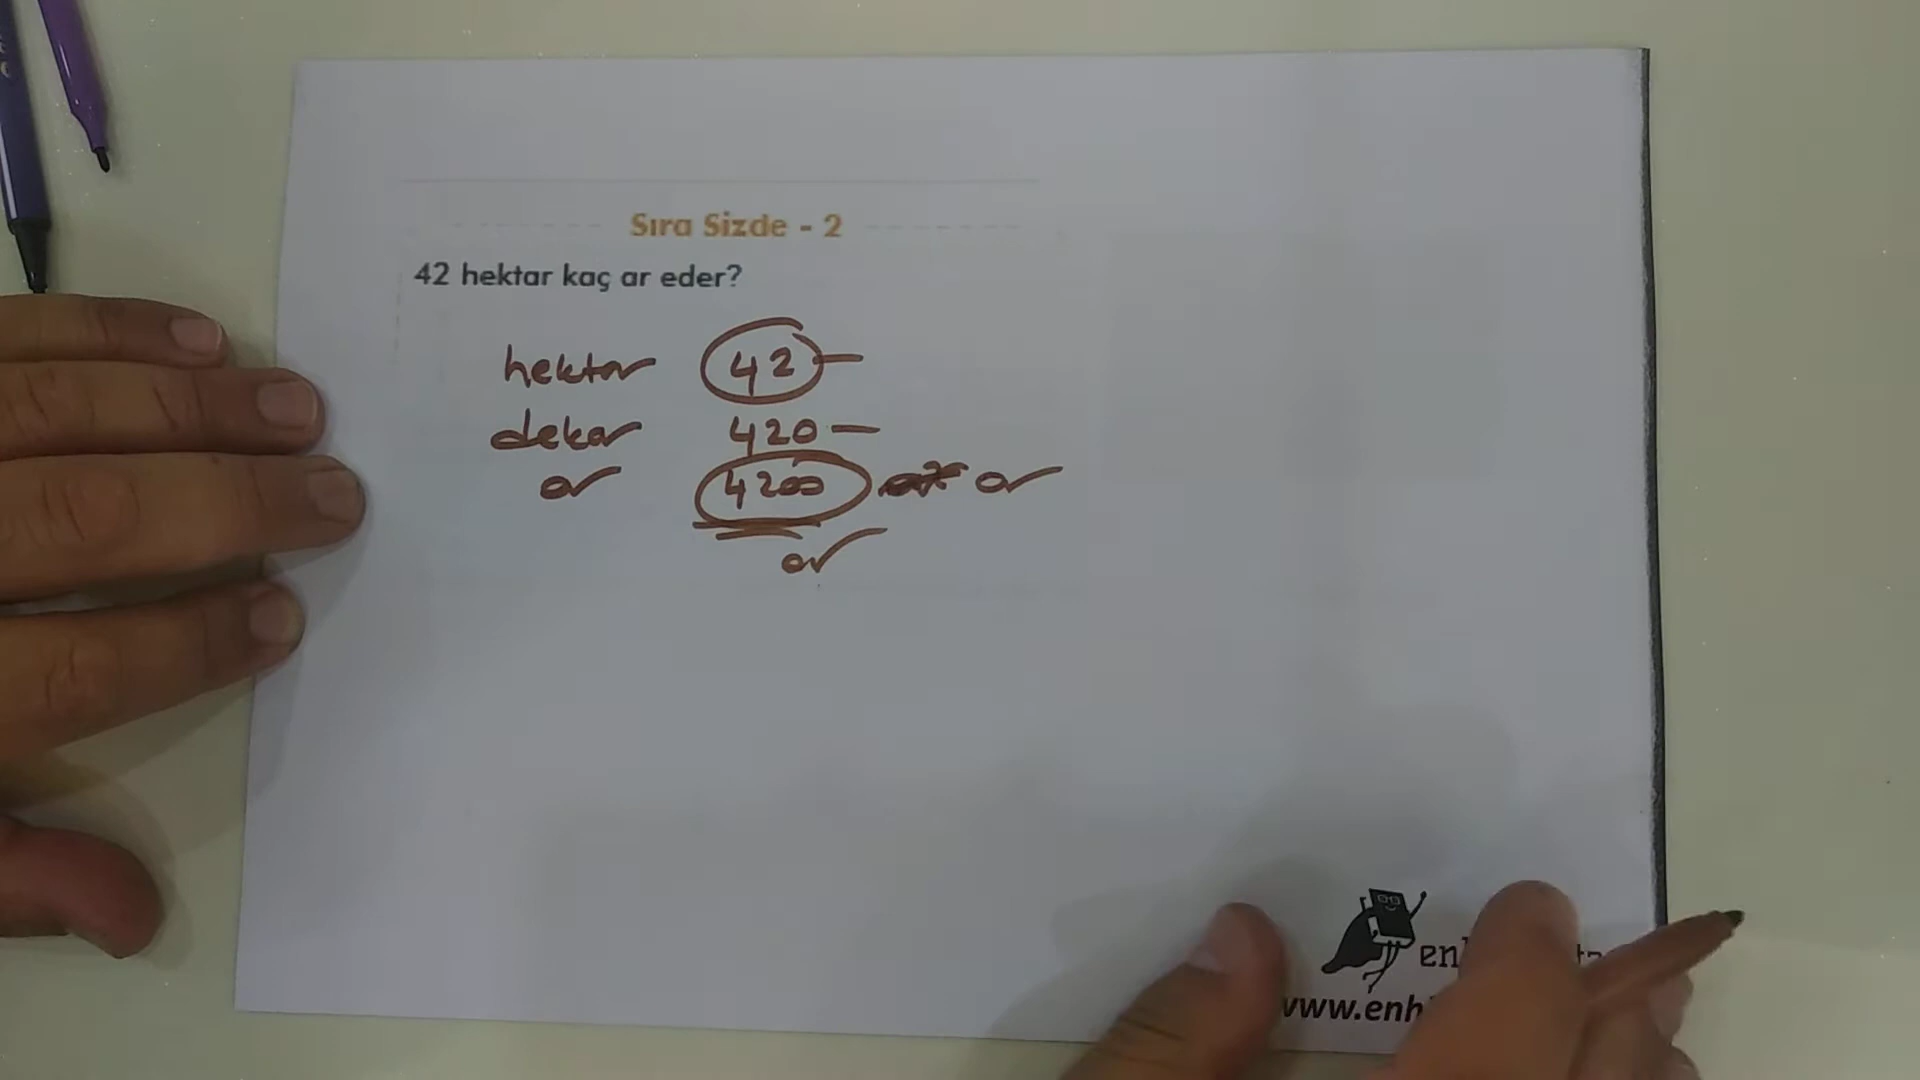 Sıra Sizde - 2
42 hektar kaç ar eder?
hektar 42
dekar 420
ar 4200 ar
ar
www.enh